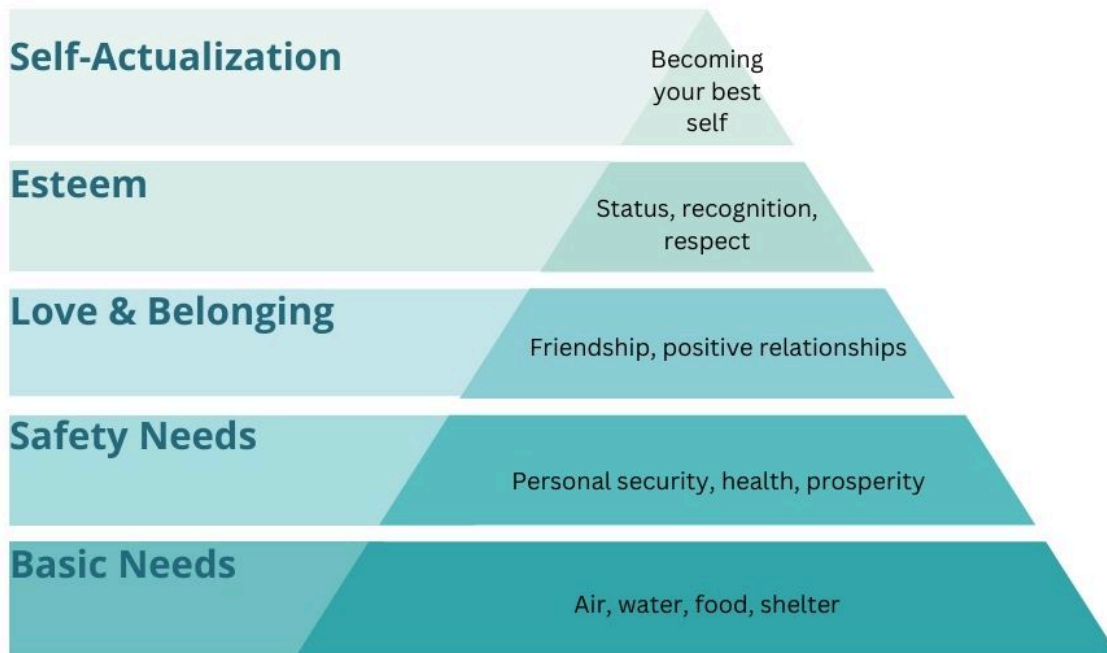 Self-Actualization
Becoming
your best
self
Esteem
Status, recognition,
respect
Love & Belonging
Friendship, positive relationships
Safety Needs
Personal security, health, prosperity
Basic Needs
Air, water, food, shelter